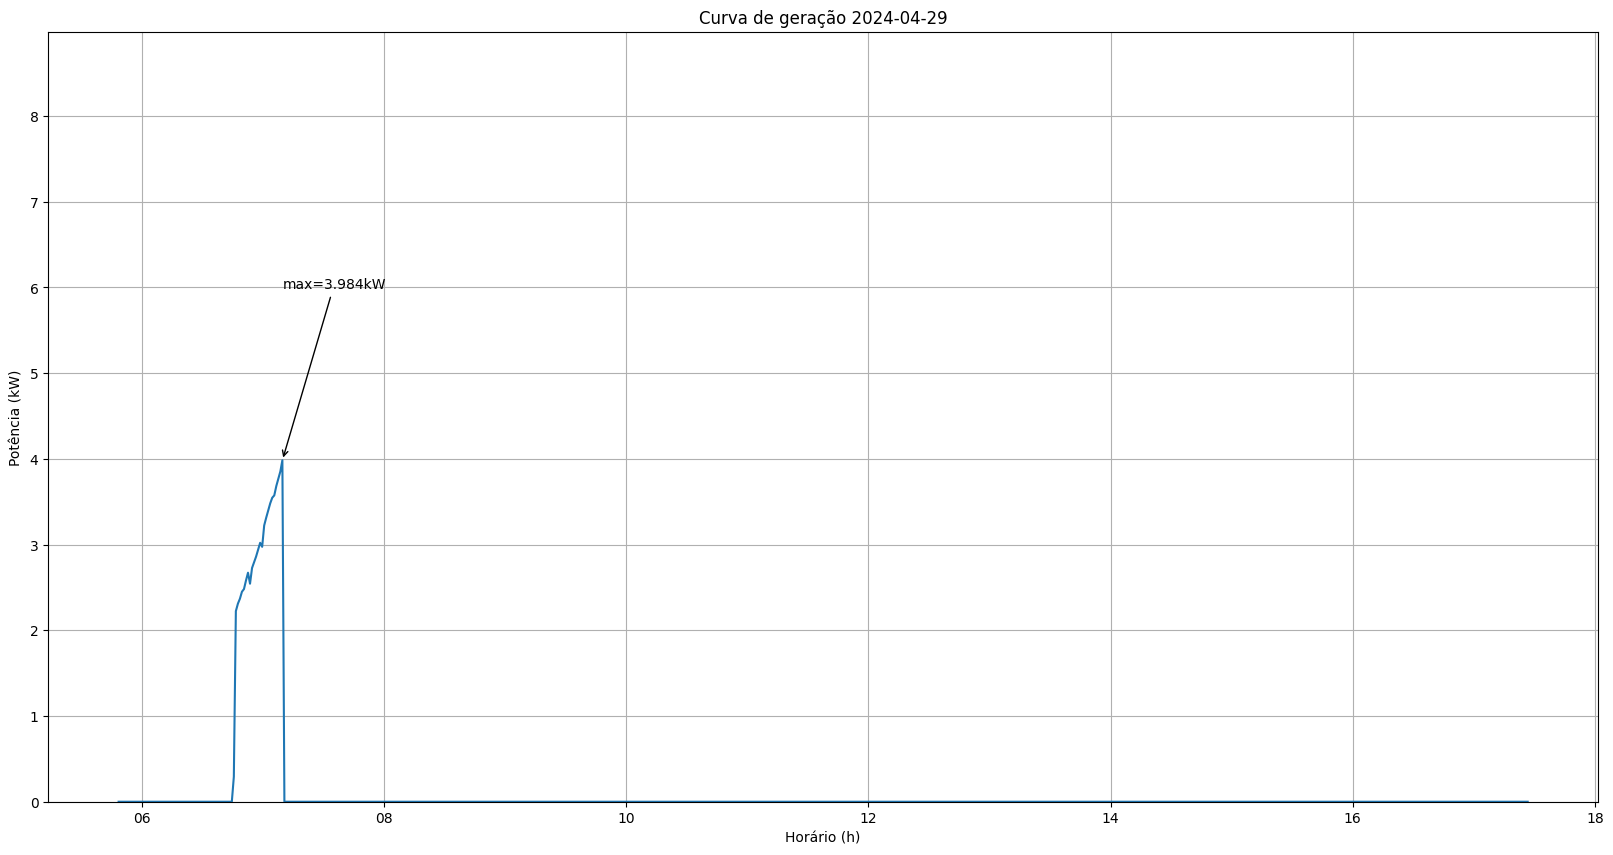 Curva de geração 2024-04-29
8
7
max=3.984kW
6
5
Potência (kW)
4
3
2
1
0
06 08 10 12 14 16 18
Horário (h)